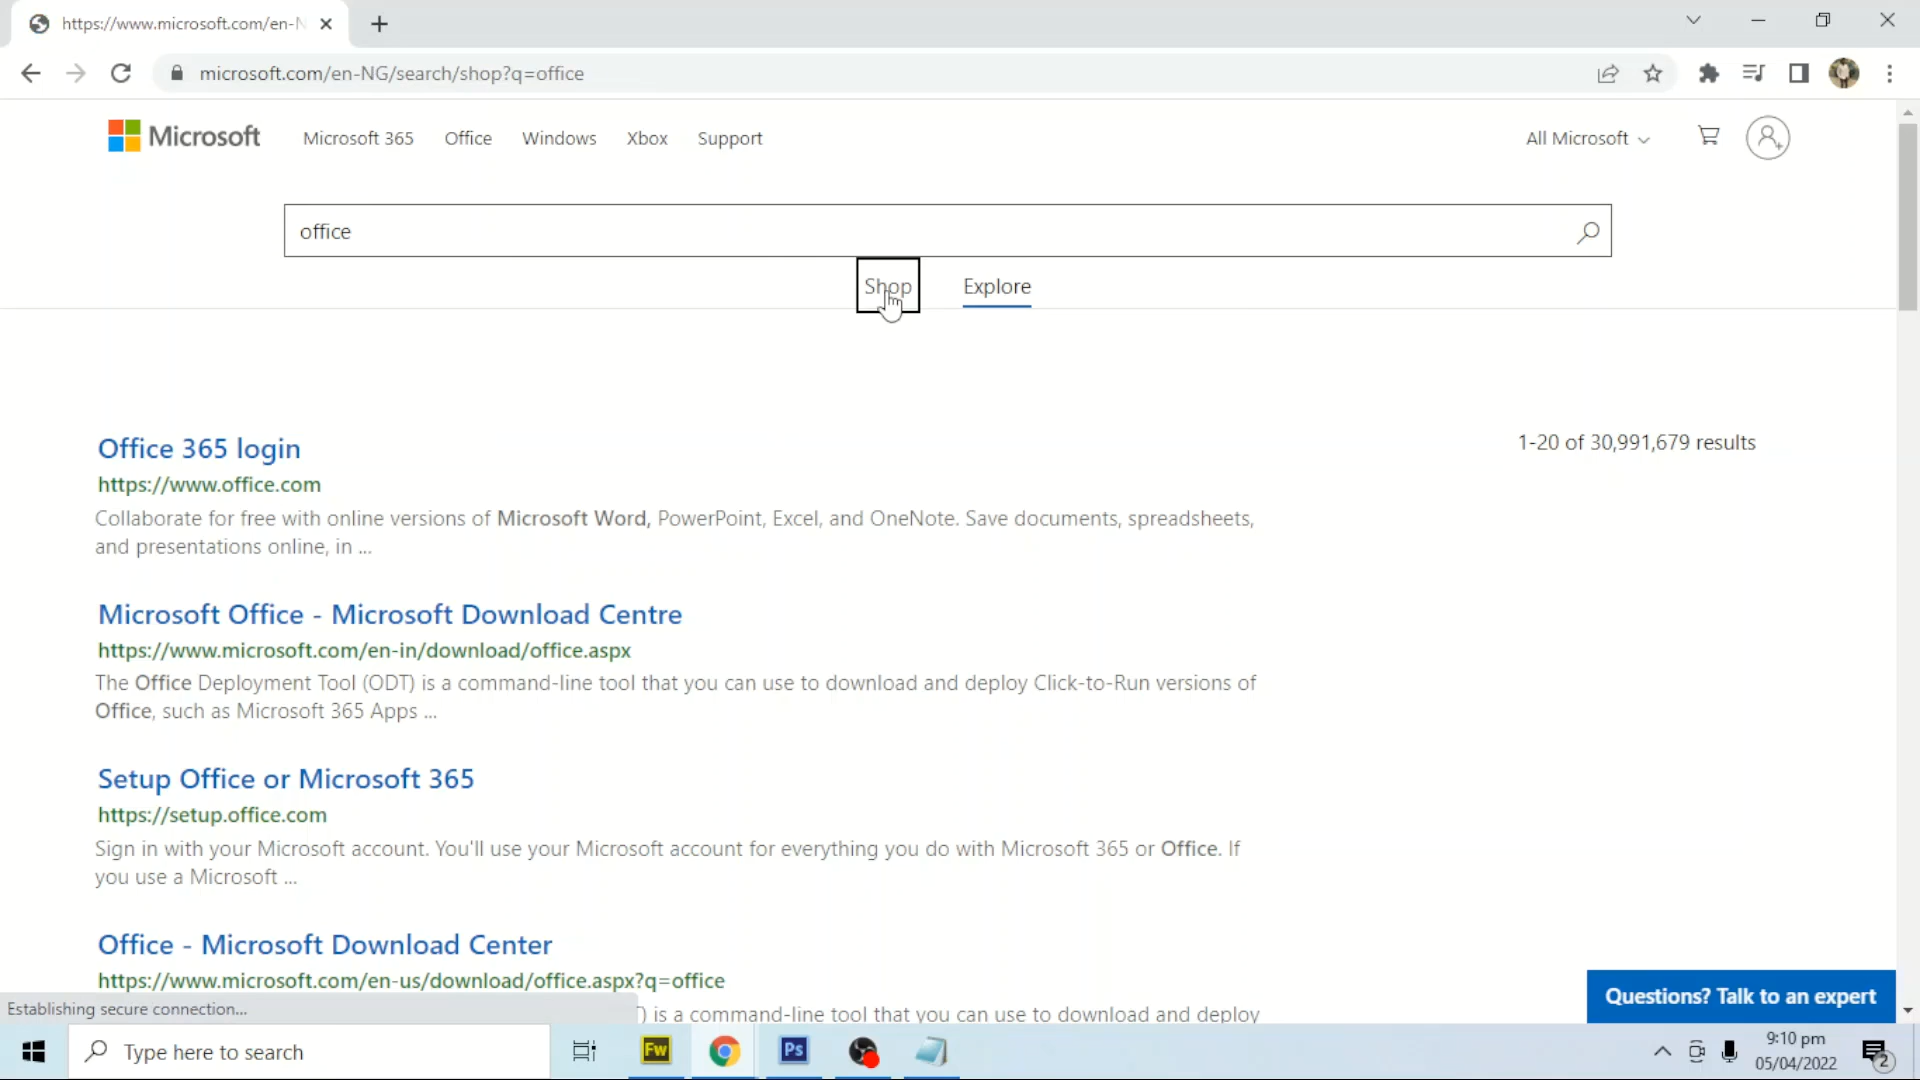 https://www.microsoft.com/en-N
microsoft.com/en-NG/search/shop?q=office
Microsoft
Microsoft 365
Office
Windows
Xbox
Support
All Microsoft
office
Shop
Explore
Office 365 login
1-20 of 30,991,679 results
https://www.office.com
Collaborate for free with online versions of Microsoft Word, PowerPoint, Excel, and OneNote. Save documents, spreadsheets,
and presentations online, in ...
Microsoft Office - Microsoft Download Centre
https://www.microsoft.com/en-in/download/office.aspx
The Office Deployment Tool (ODT) is a command-line tool that you can use to download and deploy Click-to-Run versions of
Office, such as Microsoft 365 Apps ...
Setup Office or Microsoft 365
https://setup.office.com
Sign in with your Microsoft account. You'll use your Microsoft account for everything you do with Microsoft 365 or Office. If
you use a Microsoft ...
Office - Microsoft Download Center
https://www.microsoft.com/en-us/download/office.aspx?q=office
Questions? Talk to an expert
Establishing secure connection...
) is a command-line tool that you can use to download and deploy
Type here to search
Fw
Ps
9:10 pm
05/04/2022
2